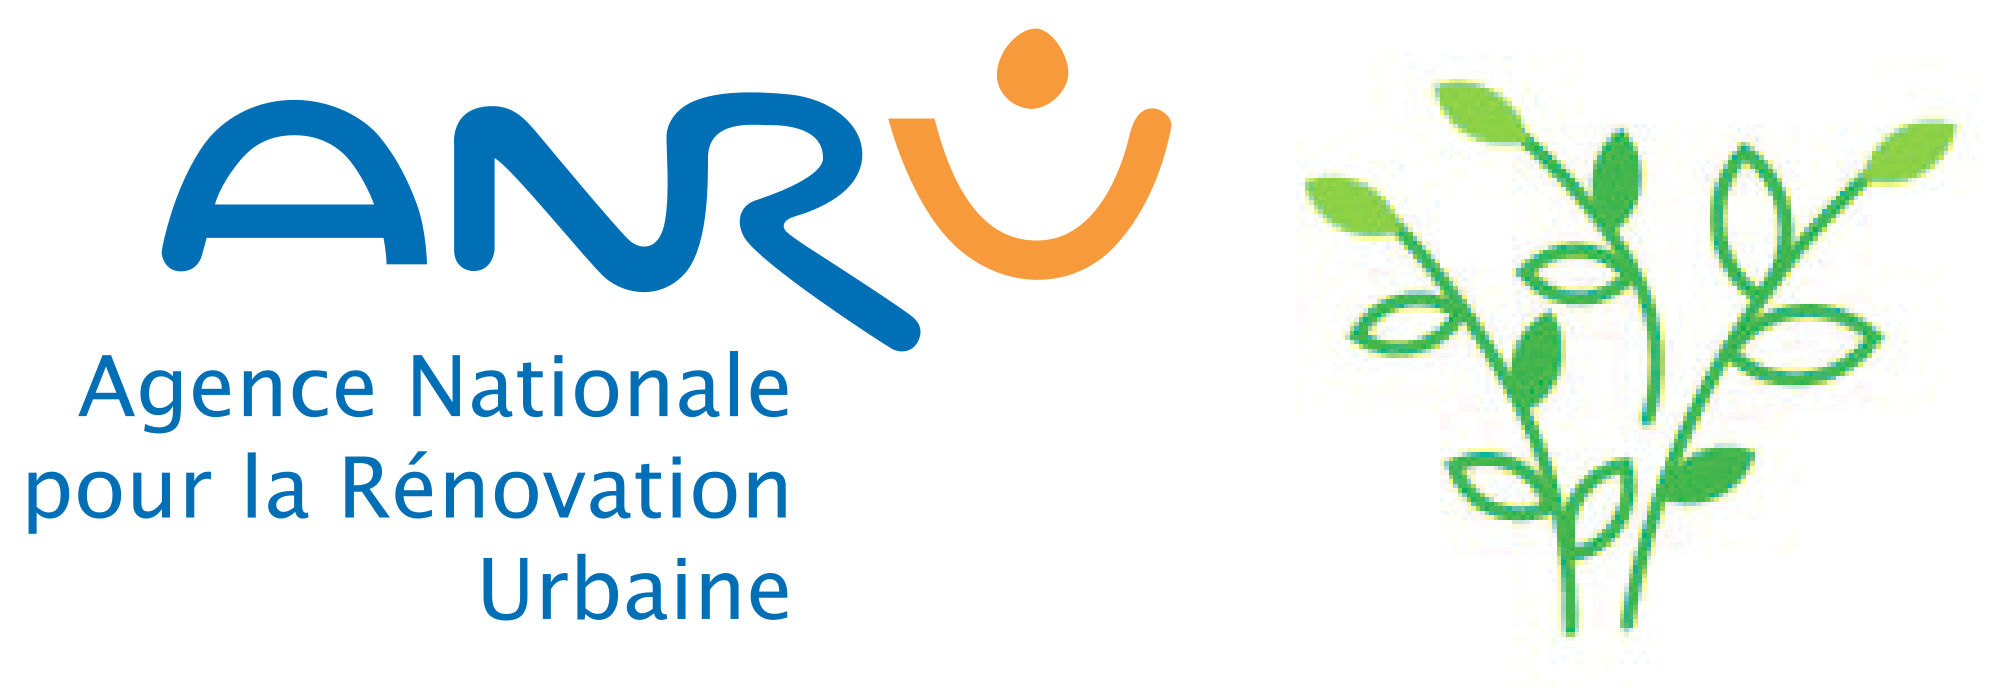 ANRU
Agence Nationale
pour la Rénovation
Urbaine